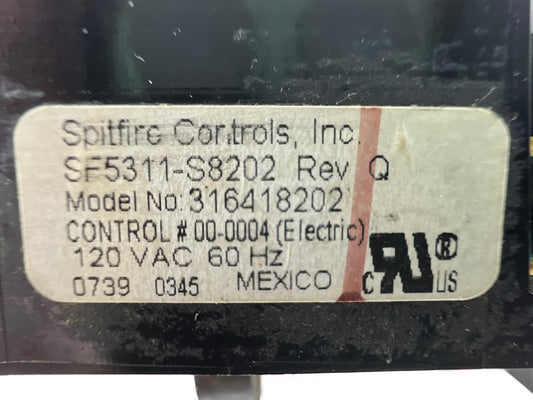 Spitfire Controls, Inc.
SF5311-S8202 Rev Q
Model No: 316418202
CONTROL # 00-0004 (Electric)
120 VAC 60 Hz
0739 0345 MEXICO
C RU ® US